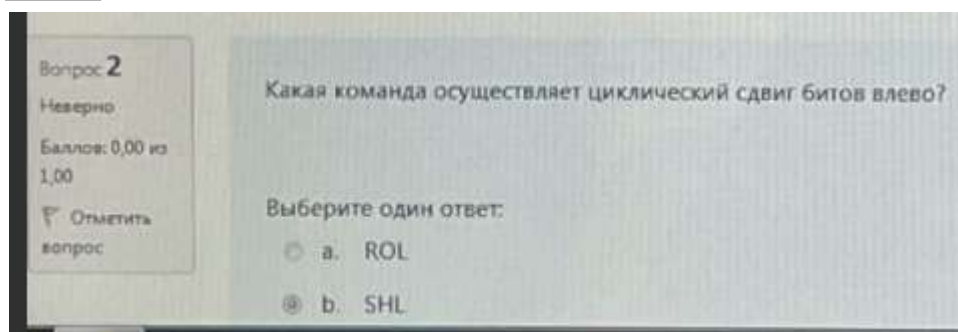 Вопрос 2
Неверно
Баллов: 0,00 из
1,00
Отметить
вопрос
Какая команда осуществляет циклический сдвиг битов влево?
Выберите один ответ:
a. ROL
b. SHL